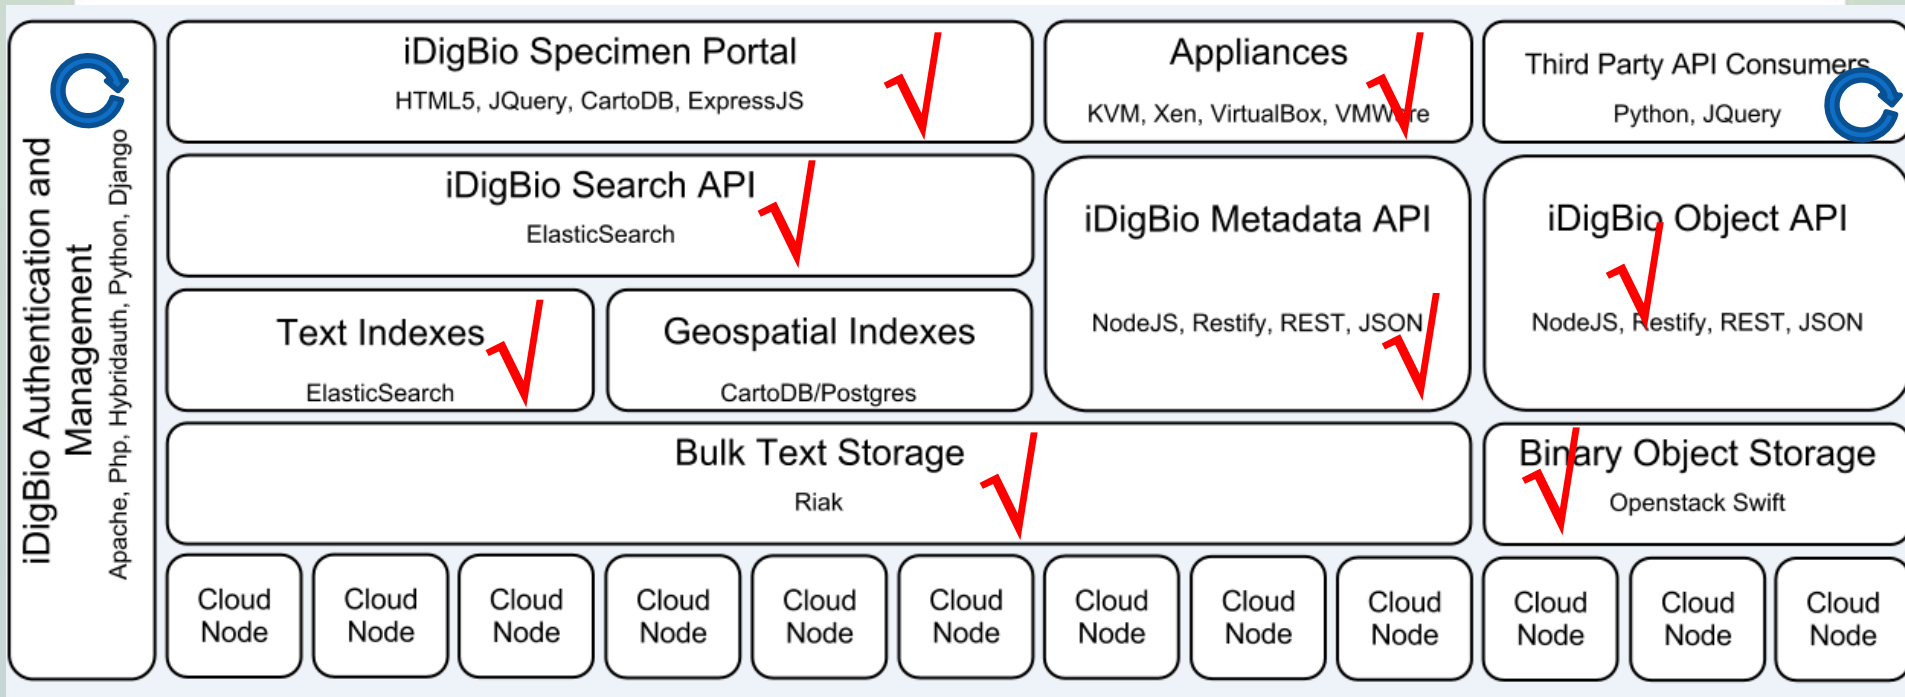 iDigBio Authentication and
Management
Apache, Php, Hybridauth, Python, Django
iDigBio Specimen Portal
HTML5, JQuery, CartoDB, ExpressJS
Appliances
KVM, Xen, VirtualBox, VMWare
Third Party API Consumers
Python, JQuery
iDigBio Search API
ElasticSearch
iDigBio Metadata API
NodeJS, Restify, REST, JSON
iDigBio Object API
NodeJS, Restify, REST, JSON
Text Indexes
ElasticSearch
Geospatial Indexes
CartoDB/Postgres
Bulk Text Storage
Riak
Binary Object Storage
Openstack Swift
Cloud
Node
Cloud
Node
Cloud
Node
Cloud
Node
Cloud
Node
Cloud
Node
Cloud
Node
Cloud
Node
Cloud
Node
Cloud
Node
Cloud
Node
Cloud
Node